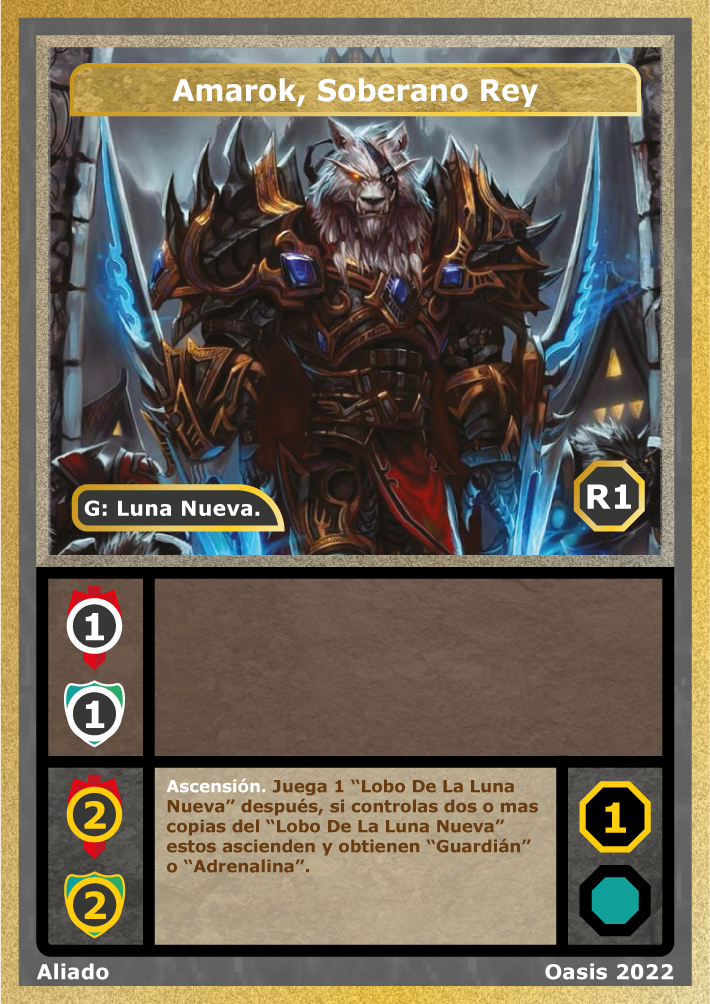 Amarok, Soberano Rey
G: Luna Nueva.
R1
1
1
2
Ascensión. Juega 1 “Lobo De La Luna
Nueva” después, si controlas dos o mas
copias del “Lobo De La Luna Nueva”
estos ascienden y obtienen “Guardián”
o “Adrenalina”.
1
2
Aliado
Oasis 2022